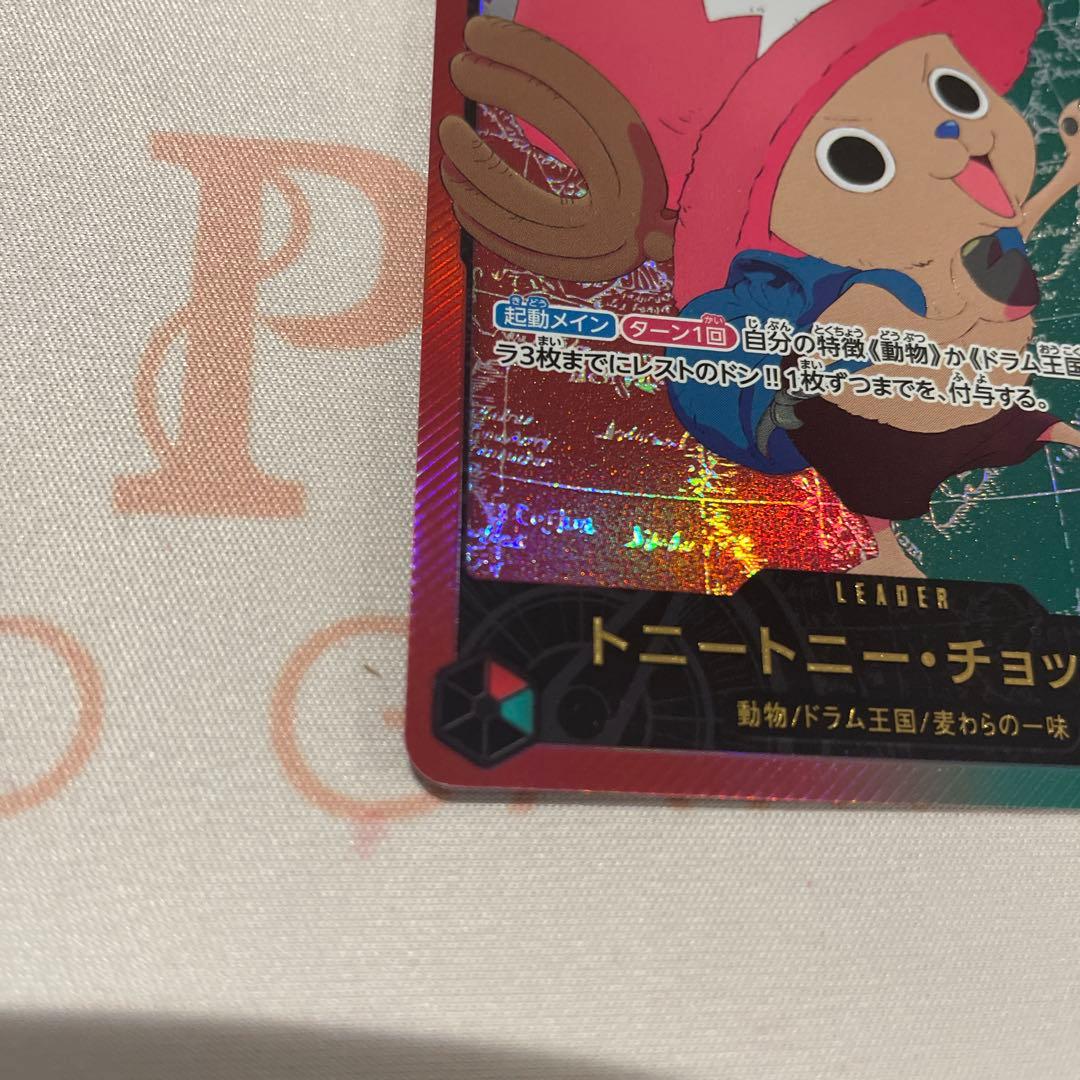 起動メイン ターン1回 自分の特徴《動物》か《ドラム王国
ラ3枚までにレストのドン!!1枚ずつまでを、付与する。
LEADER
トニートニー・チョッ
動物/ドラム王国/麦わらの一味
P